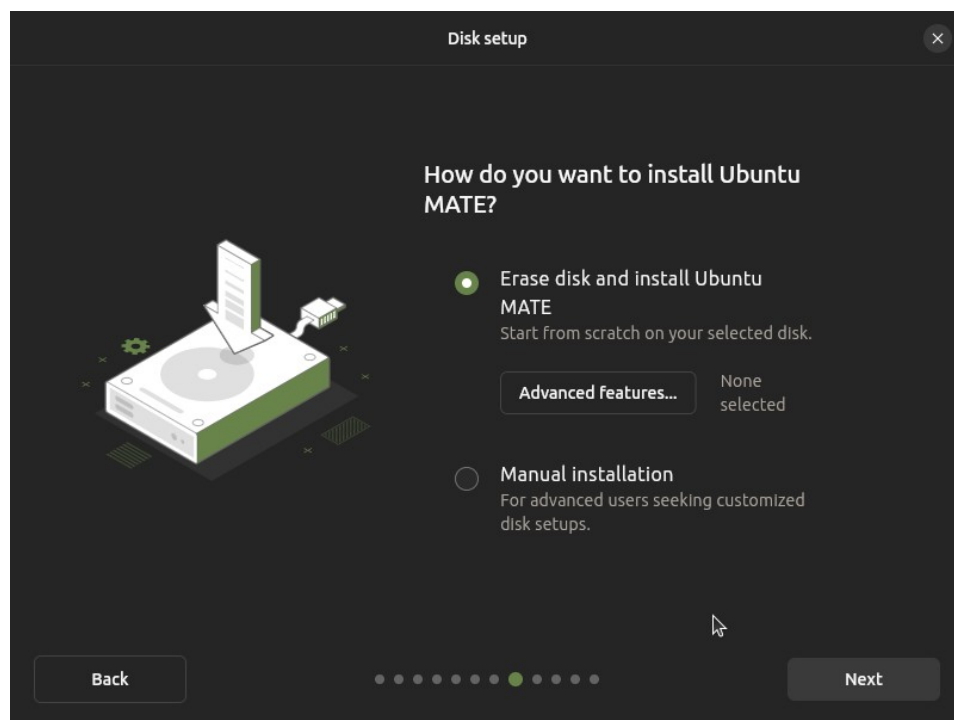 Disk setup
How do you want to install Ubuntu
MATE?
Erase disk and install Ubuntu
MATE
Start from scratch on your selected disk.
Advanced features...
None
selected
Manual installation
For advanced users seeking customized
disk setups.
Back
Next